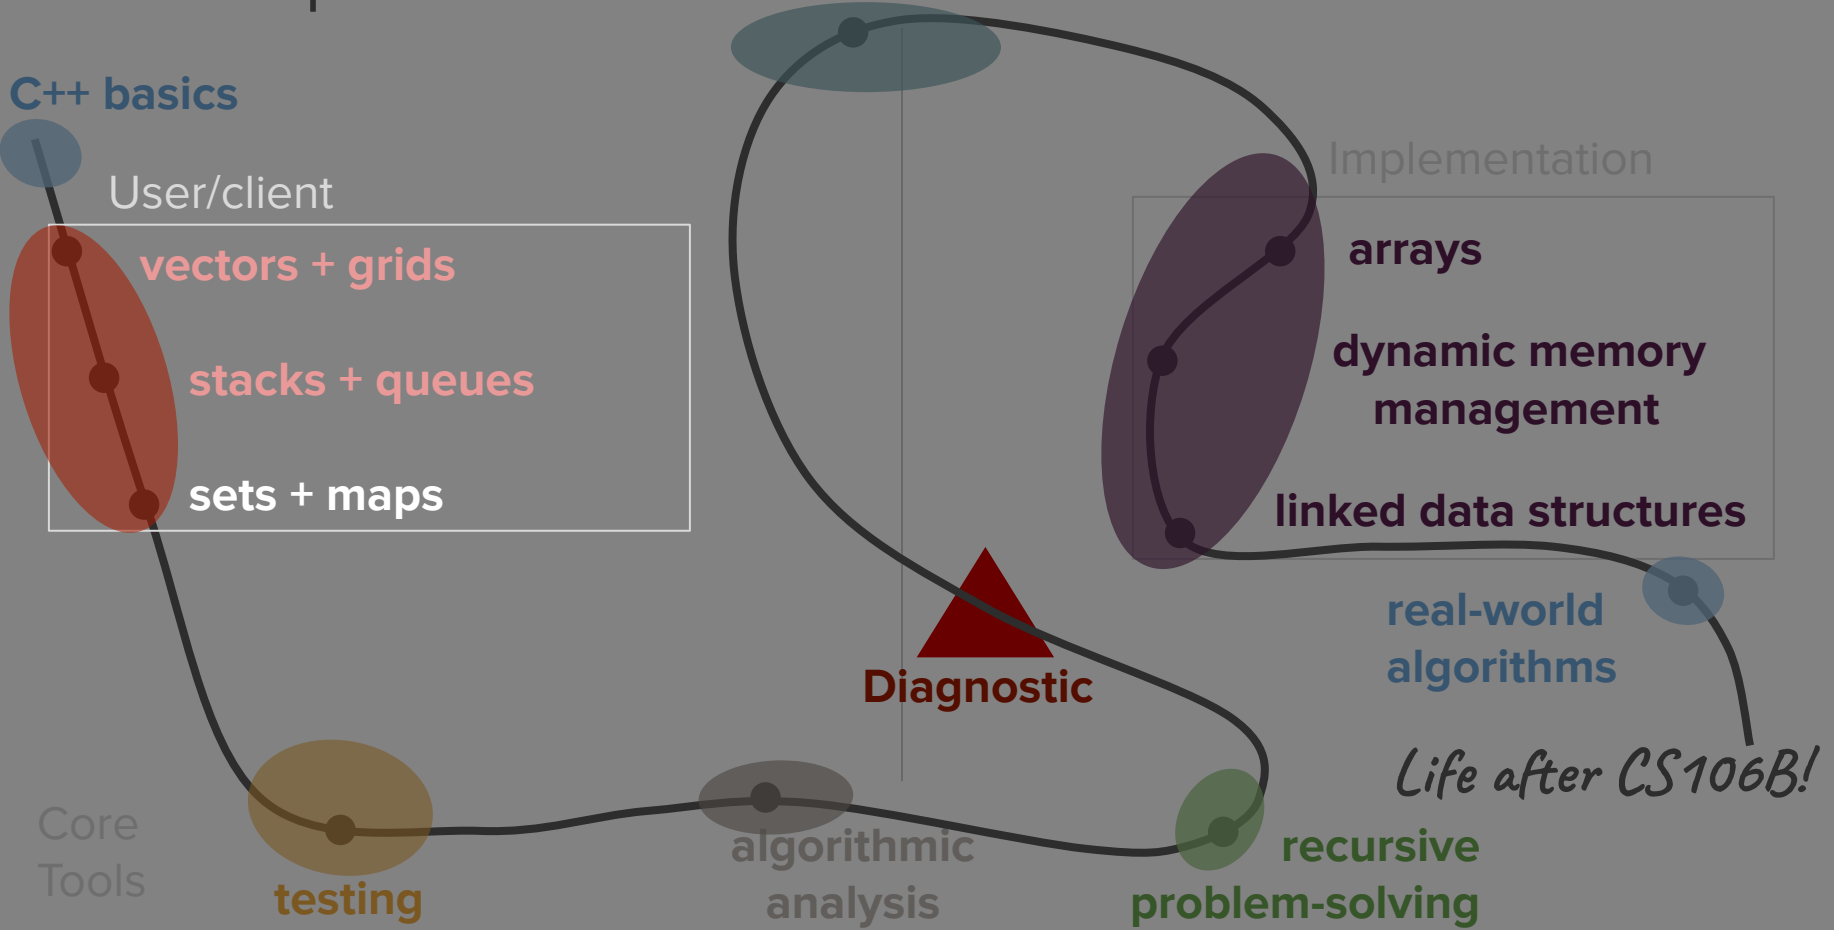 C++ basics
User/client
vectors + grids
stacks + queues
sets + maps
Implementation
arrays
dynamic memory
management
linked data structures
real-world
algorithms
Diagnostic
Life after CS106B!
Core
Tools
testing
algorithmic
analysis
recursive
problem-solving